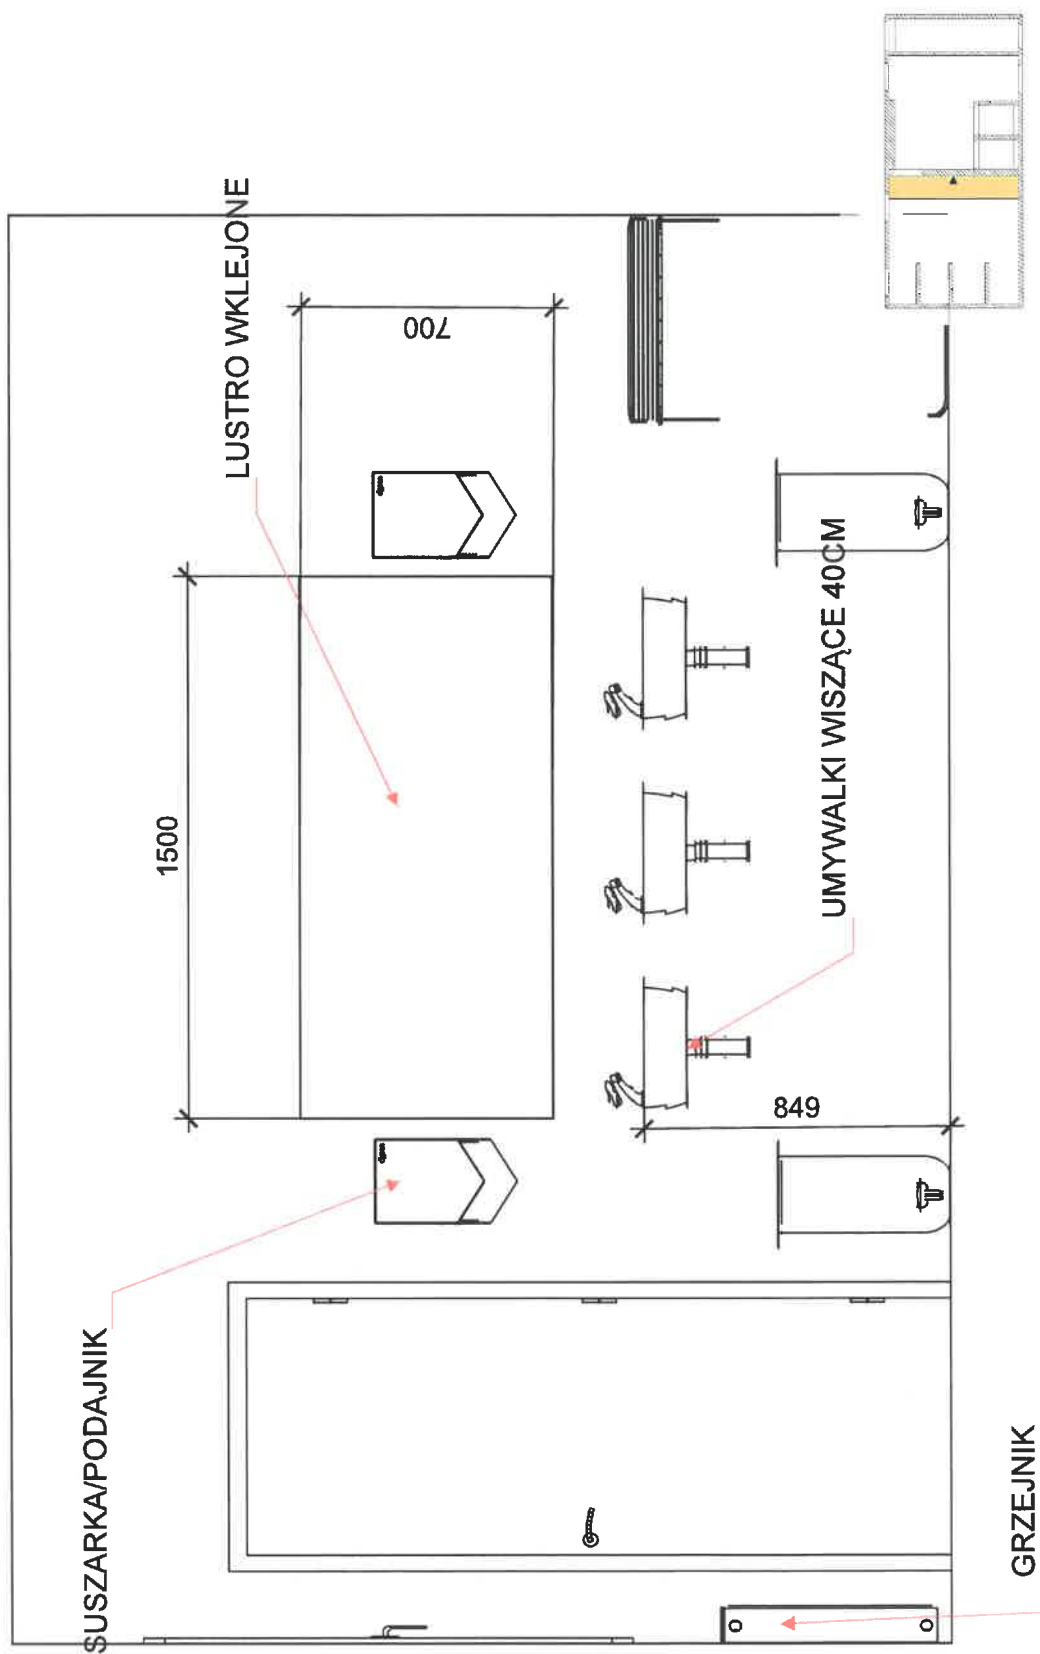 SUSZARKA/PODAJNIK
LUSTRO WKLEJONE
1500
700
UMYWALKI WISZĄCE 40CM
849
GRZEJNIK